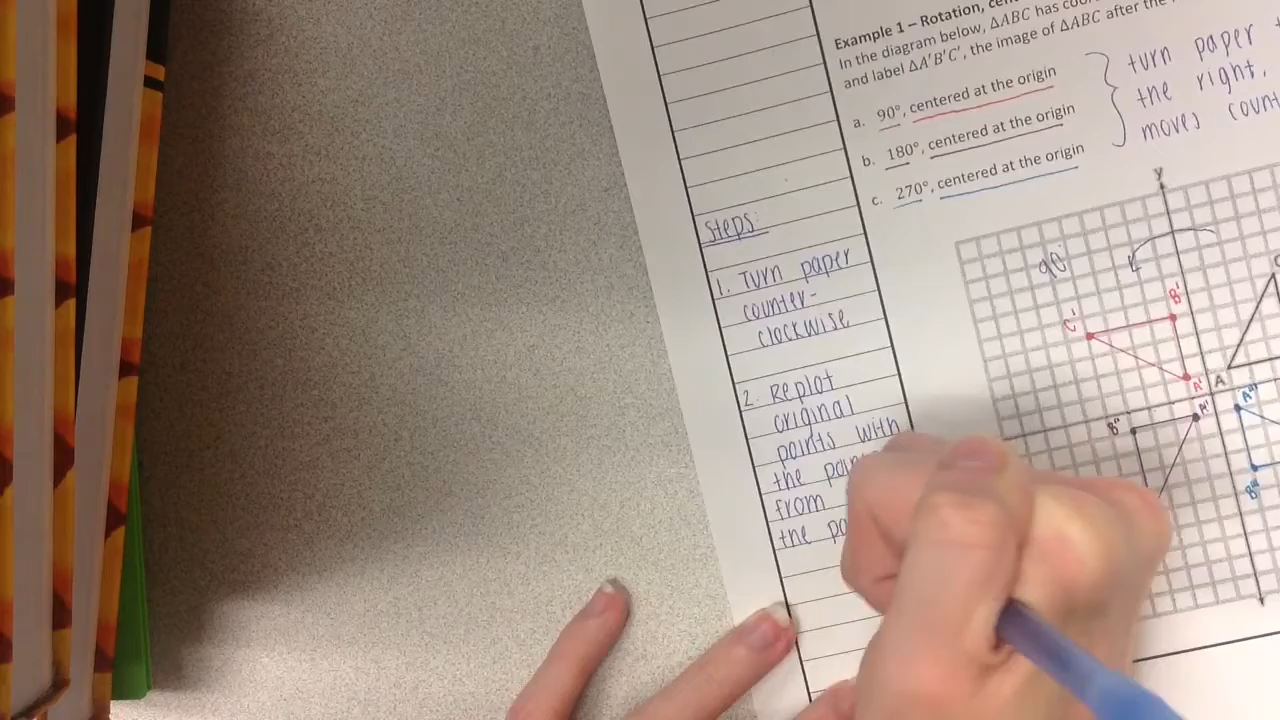 Example 1 – Rotation,
In the diagram below, ΔABC has
and label ΔA'B'C', the image of ΔABC after the
a. 90°, centered at the origin
b. 180°, centered at the origin
c. 270°, centered at the origin
turn paper
the right,
moves
steps:
1. Turn paper
counter-
clockwise
2. Replot
original
points with
the
from
the
y
90°
B'
C'
A'
A
A'
B"
A'''
B'''